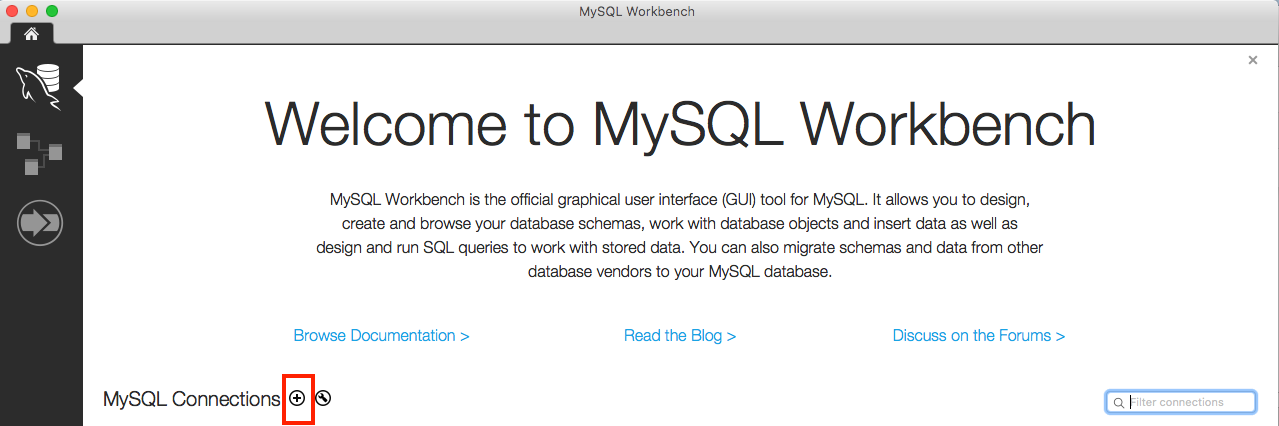 MySQL Workbench
Welcome to MySQL Workbench
MySQL Workbench is the official graphical user interface (GUI) tool for MySQL. It allows you to design,
create and browse your database schemas, work with database objects and insert data as well as
design and run SQL queries to work with stored data. You can also migrate schemas and data from other
database vendors to your MySQL database.
Browse Documentation >
Read the Blog >
Discuss on the Forums >
MySQL Connections
Filter connections